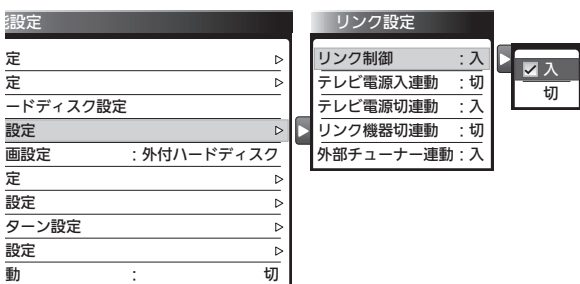 設定
定
定
ードディスク設定
設定
画設定 : 外付ハードディスク
定
設定
ターン設定
設定
動 : 切
リンク設定
リンク制御 : 入
テレビ電源入連動 : 切
テレビ電源切連動 : 入
リンク機器切連動 : 切
外部チューナー連動 : 入
入
切